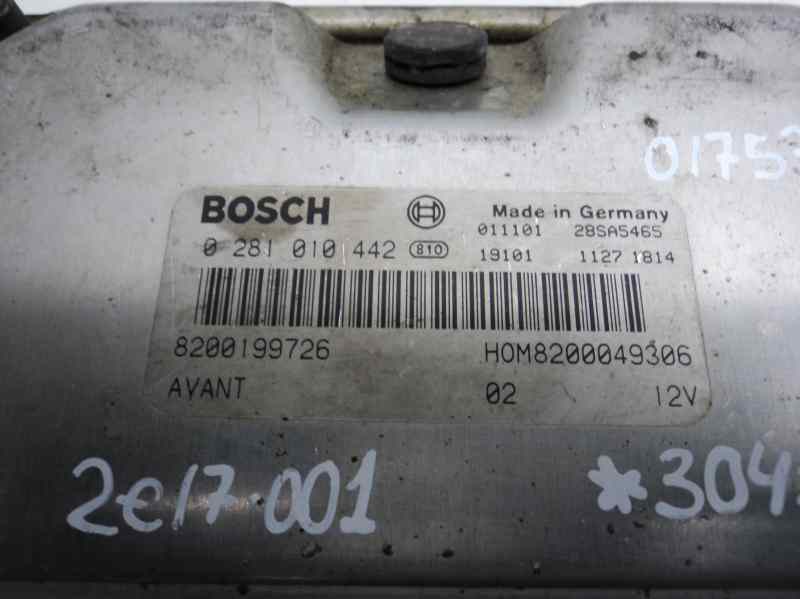 0175
BOSCH Made in Germany
011101 28SA5465
0 281 010 442 810 19101 1127 1814
8200199726 HOM8200049306
AVANT 02 12V
2e17-001 *304